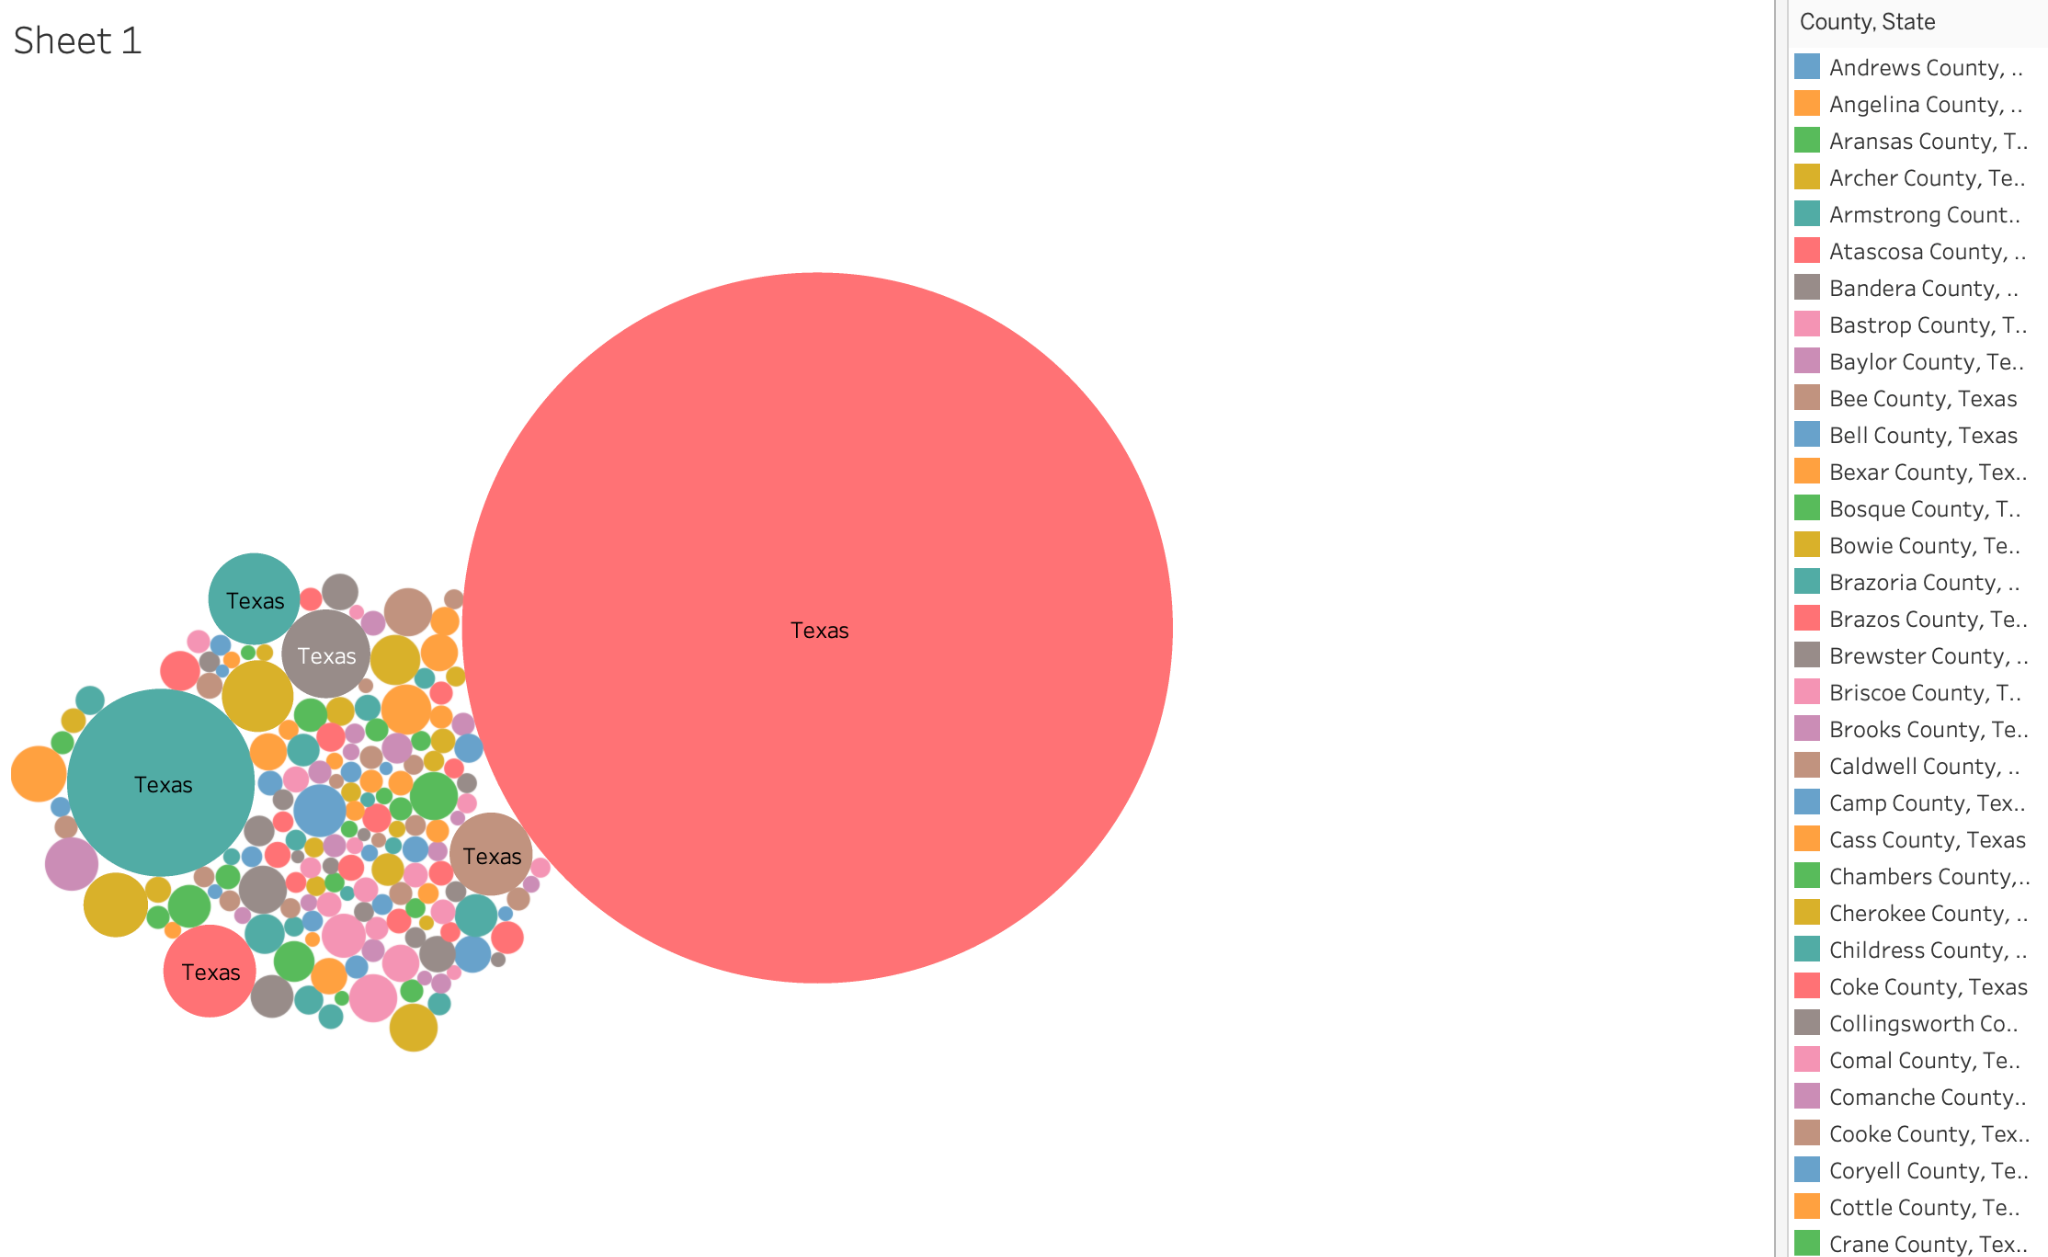 Sheet 1
Texas
Texas
Texas
Texas
Texas
Texas
Texas
County, State
Andrews County, ..
Angelina County, ..
Aransas County, T..
Archer County, Te..
Armstrong Count..
Atascosa County, ..
Bandera County, ..
Bastrop County, T..
Baylor County, Te..
Bee County, Texas
Bell County, Texas
Bexar County, Tex..
Bosque County, T..
Bowie County, Te..
Brazoria County, ..
Brazos County, Te..
Brewster County, ..
Briscoe County, T..
Brooks County, Te..
Caldwell County, ..
Camp County, Tex..
Cass County, Texas
Chambers County,..
Cherokee County, ..
Childress County, ..
Coke County, Texas
Collingsworth Co..
Comal County, Te..
Comanche County..
Cooke County, Tex..
Coryell County, Te..
Cottle County, Te..
Crane County, Tex..